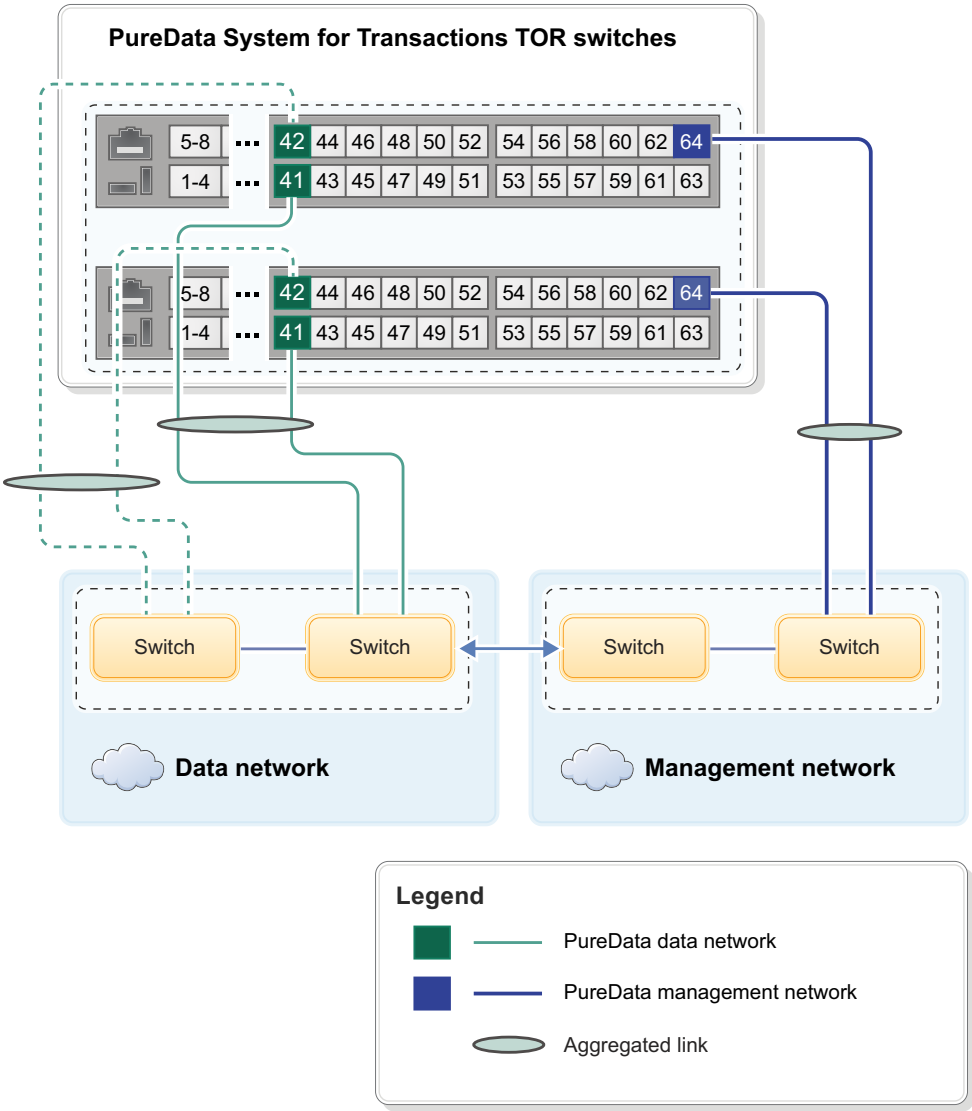 PureData System for Transactions TOR switches
5-8 ... 42 44 46 48 50 52 54 56 58 60 62 64
1-4 ... 41 43 45 47 49 51 53 55 57 59 61 63
5-8 ... 42 44 46 48 50 52 54 56 58 60 62 64
1-4 ... 41 43 45 47 49 51 53 55 57 59 61 63
Switch Switch Switch Switch
Data network Management network
Legend
PureData data network
PureData management network
Aggregated link